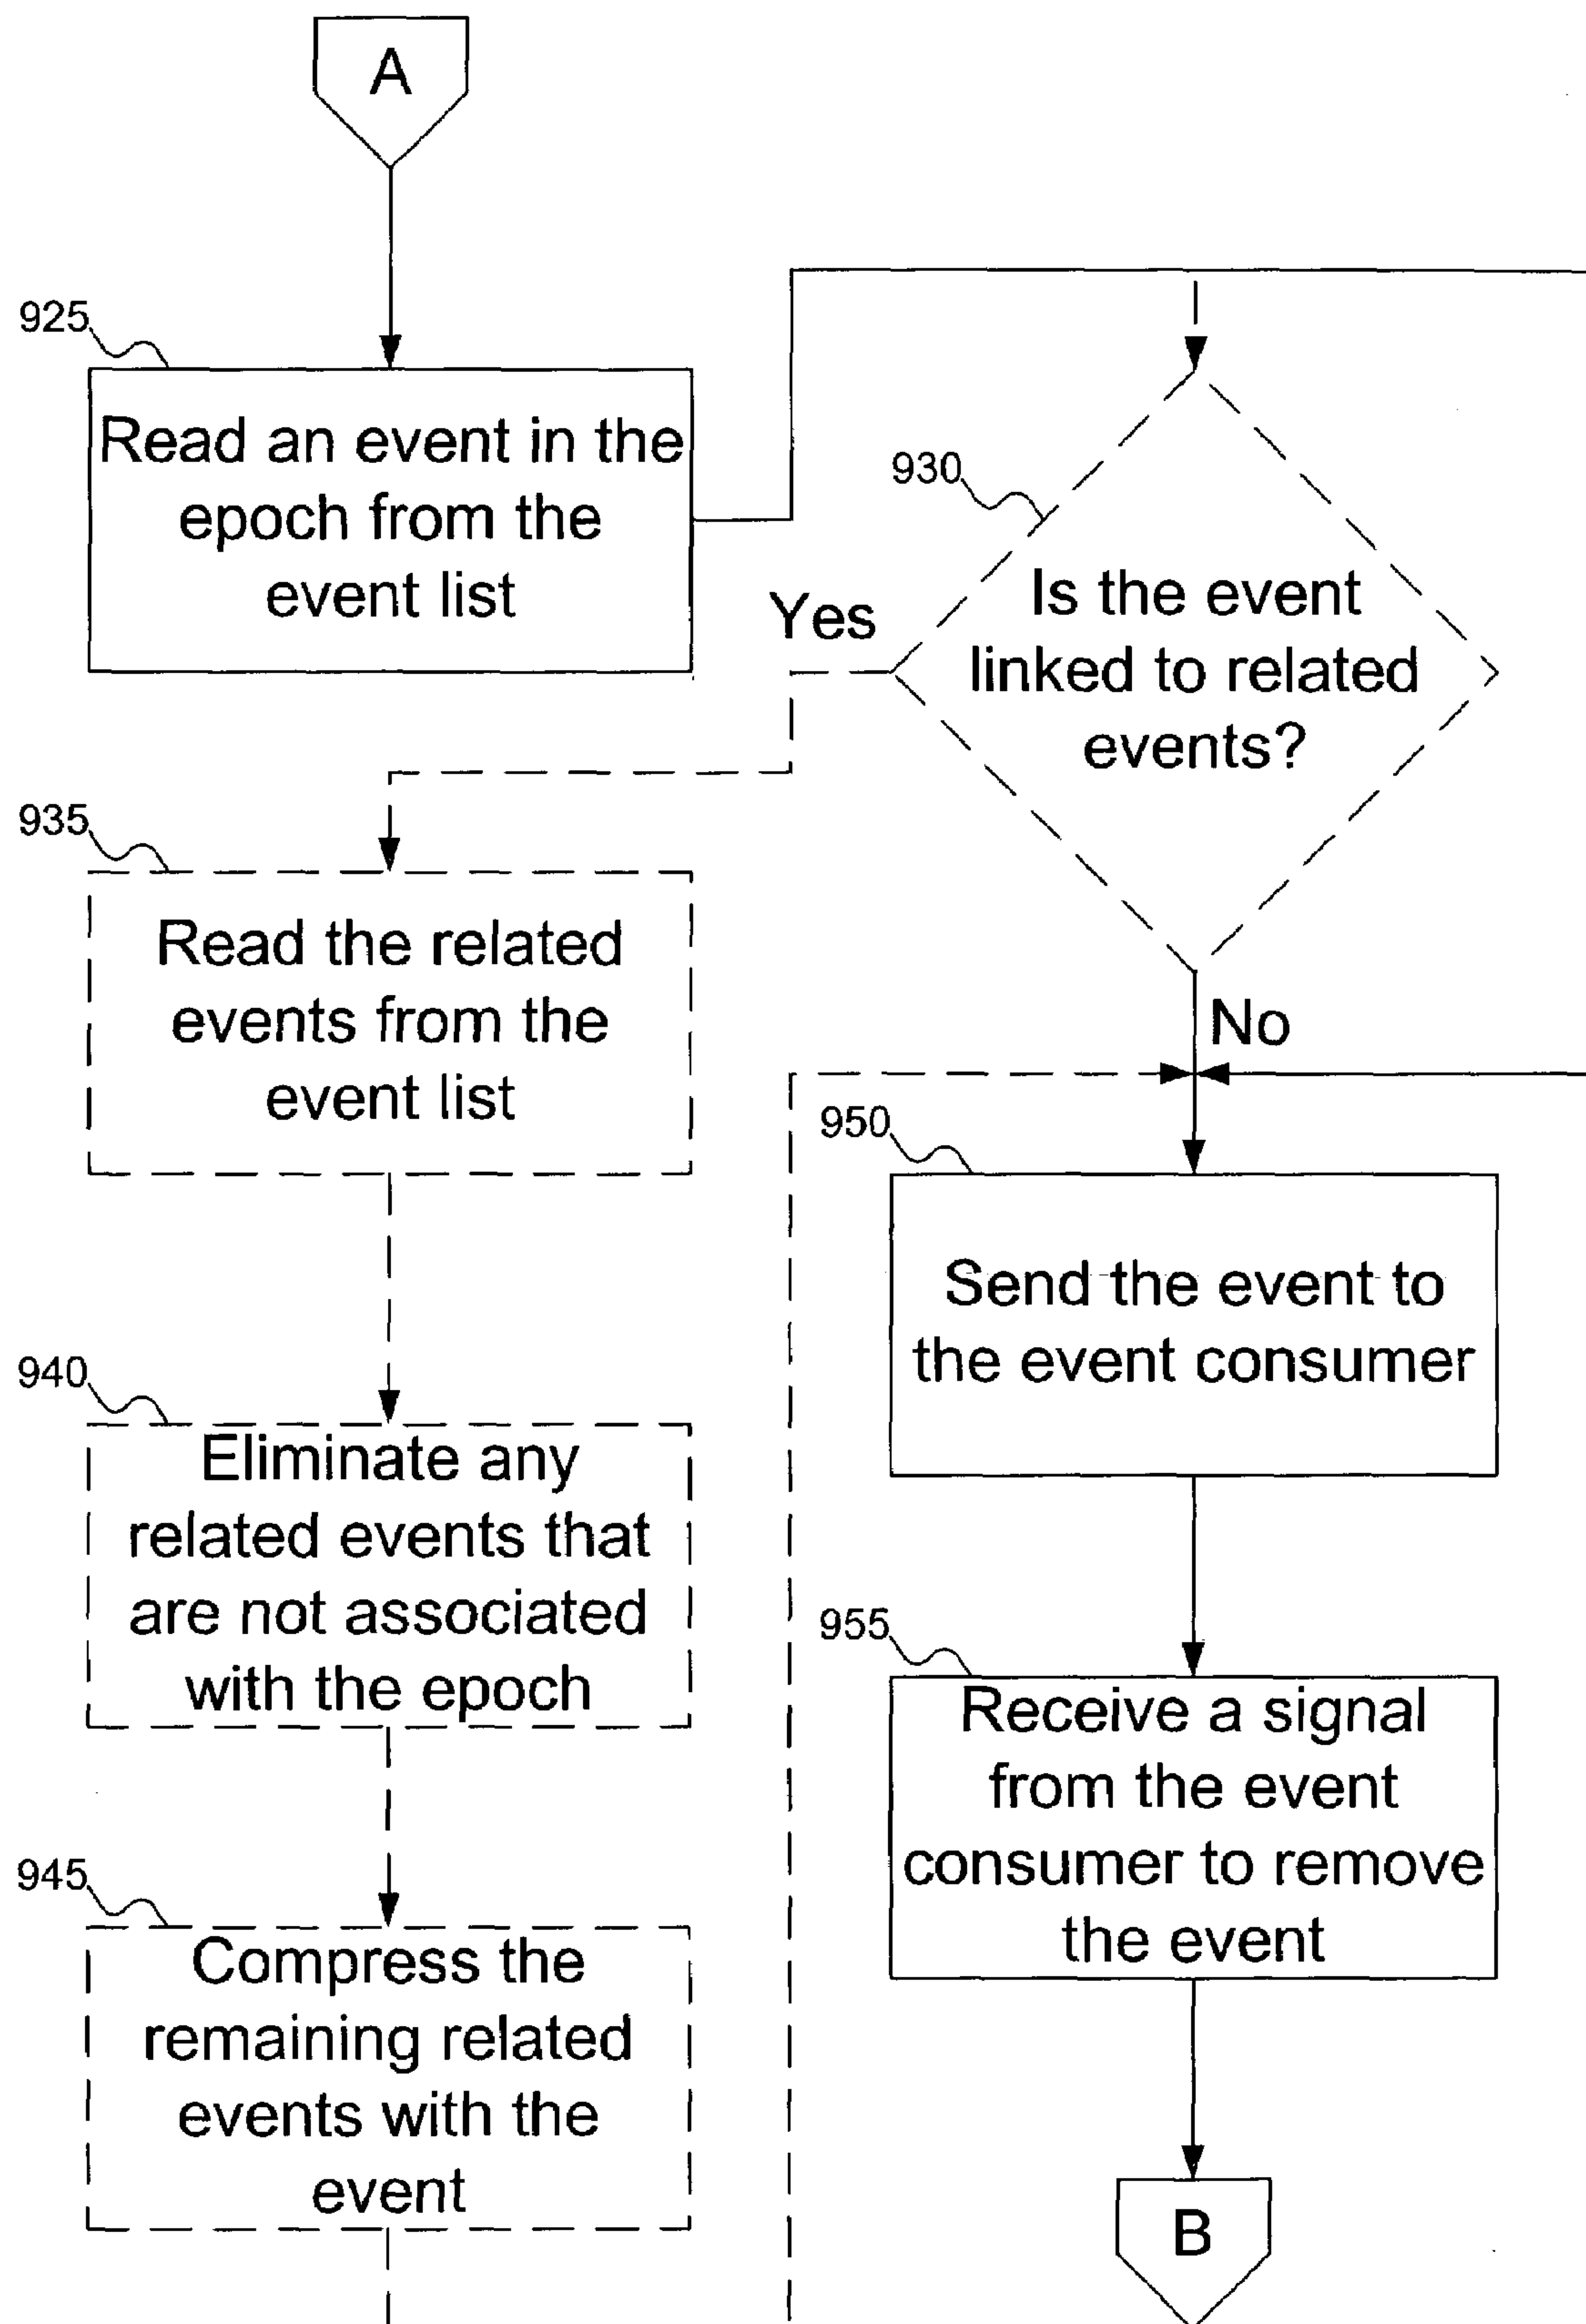 A
925
Read an event in the
epoch from the
event list
930
Is the event
linked to related
events?
Yes
No
935
Read the related
events from the
event list
940
Eliminate any
related events that
are not associated
with the epoch
945
Compress the
remaining related
events with the
event
950
Send the event to
the event consumer
955
Receive a signal
from the event
consumer to remove
the event
B